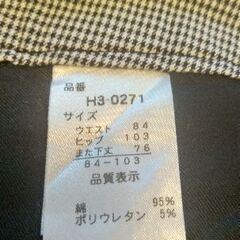 品番
H3-0271
サイズ
ウエスト 84
ヒップ 103
また下 76
84-103
品質表示
綿 95%
ポリウレタン 5%